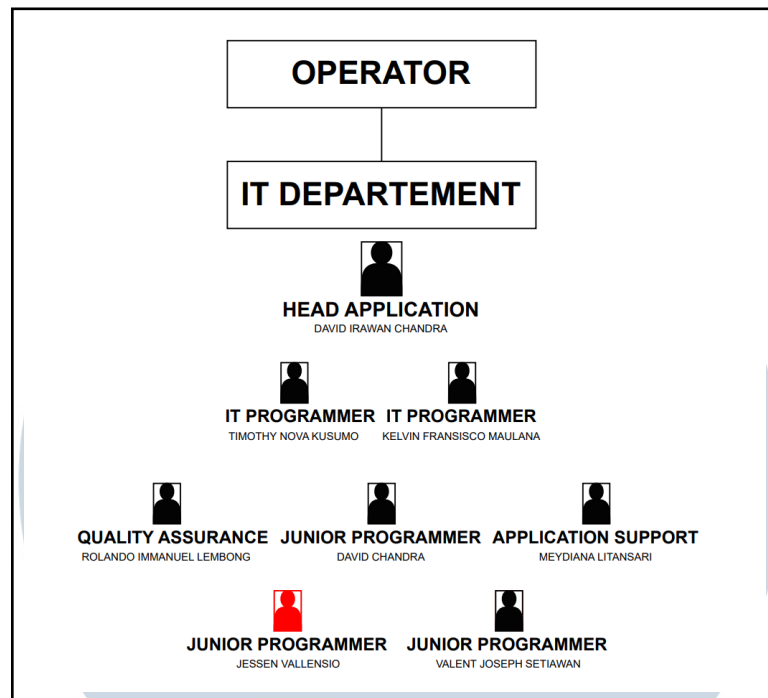 OPERATOR
IT DEPARTEMENT
HEAD APPLICATION
DAVID IRAWAN CHANDRA
IT PROGRAMMER IT PROGRAMMER
TIMOTHY NOVA KUSUMO KELVIN FRANSISCO MAULANA
QUALITY ASSURANCE JUNIOR PROGRAMMER APPLICATION SUPPORT
ROLANDO IMMANUEL LEMBONG DAVID CHANDRA MEYDIANA LITANSARI
JUNIOR PROGRAMMER JUNIOR PROGRAMMER
JESSEN VALLENSIO VALENT JOSEPH SETIAWAN